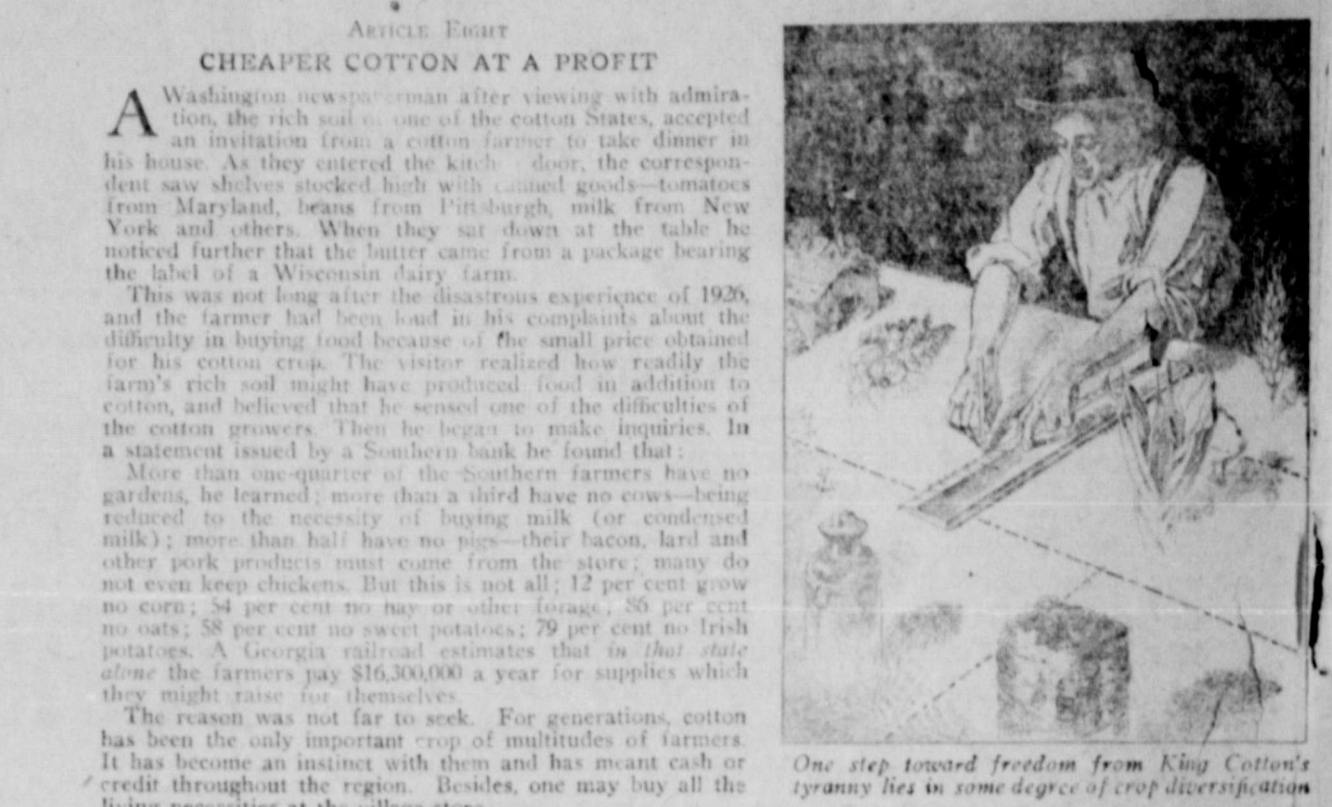 ARTICLE EIGHT
CHEAPER COTTON AT A PROFIT
A Washington newspaperman after viewing with admira-
tion, the rich soil of one of the cotton States, accepted
an invitation from a cotton farmer to take dinner in
his house. As they entered the kitch door, the correspon-
dent saw shelves stocked high with canned goods—tomatoes
from Maryland, beans from Pittsburgh, milk from New
York and others. When they sat down at the table he
noticed further that the butter came from a package bearing
the label of a Wisconsin dairy farm.
This was not long after the disastrous experience of 1926,
and the farmer had been loud in his complaints about the
difficulty in buying food because of the small price obtained
for his cotton crop. The visitor realized how readily the
farm's rich soil might have produced food in addition to
cotton, and believed that he sensed one of the difficulties of
the cotton growers. Then he began to make inquiries. In
a statement issued by a Southern bank he found that:
More than one-quarter of the Southern farmers have no
gardens, he learned; more than a third have no cows—being
reduced to the necessity of buying milk (or condensed
milk); more than half have no pigs—their bacon, lard and
other pork products must come from the store; many do
not even keep chickens. But this is not all; 12 per cent grow
no corn; 54 per cent no hay or other forage; 86 per cent
no oats; 58 per cent no sweet potatoes; 79 per cent no Irish
potatoes. A Georgia railroad estimates that in that state
alone the farmers pay $16,300,000 a year for supplies which
they might raise for themselves.
The reason was not far to seek. For generations, cotton
has been the only important crop of multitudes of farmers.
It has become an instinct with them and has meant cash or
credit throughout the region. Besides, one may buy all the
living necessities at the village store
One step toward freedom from King Cotton's
tyranny lies in some degree of crop diversification